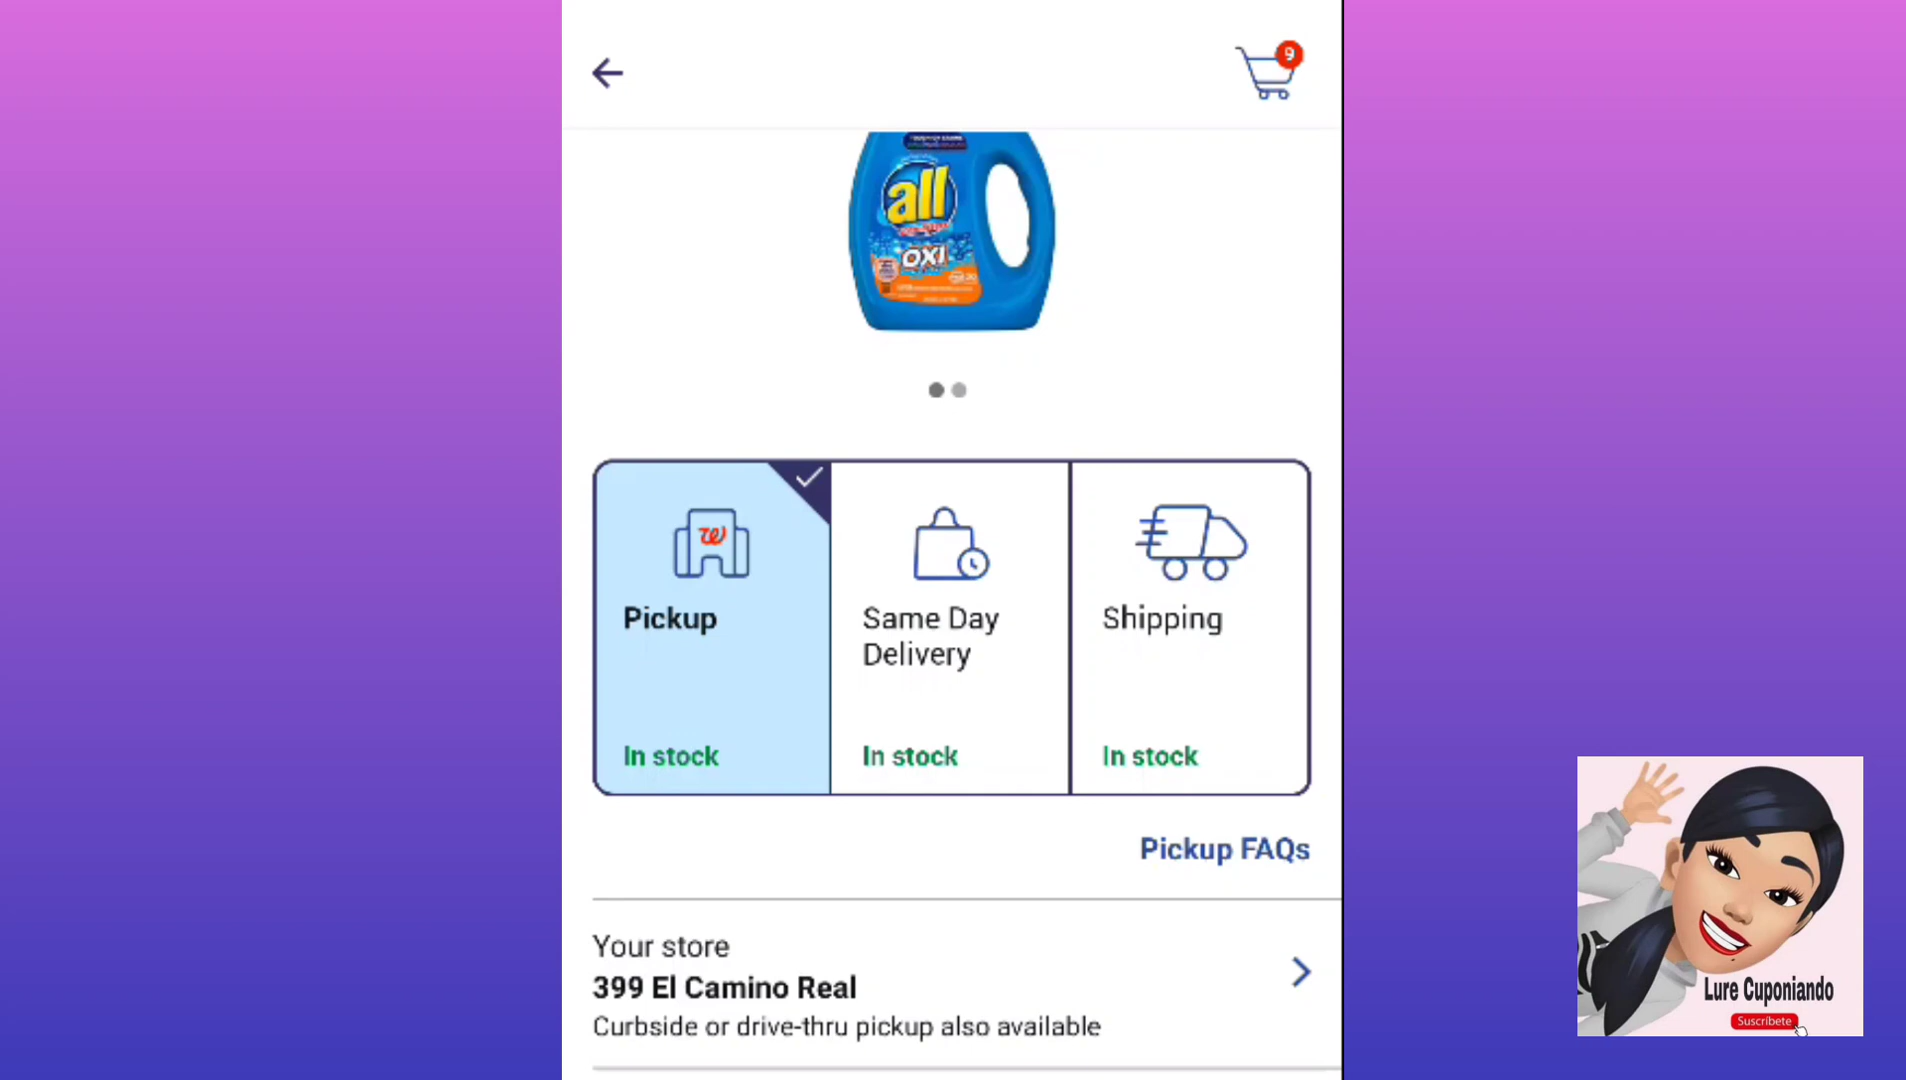 9
all
OXI
W
Pickup
Same Day
Delivery
Shipping
In stock
In stock
In stock
Pickup FAQs
Your store
399 El Camino Real
Curbside or drive-thru pickup also available
Lure Cuponiando
Suscríbete